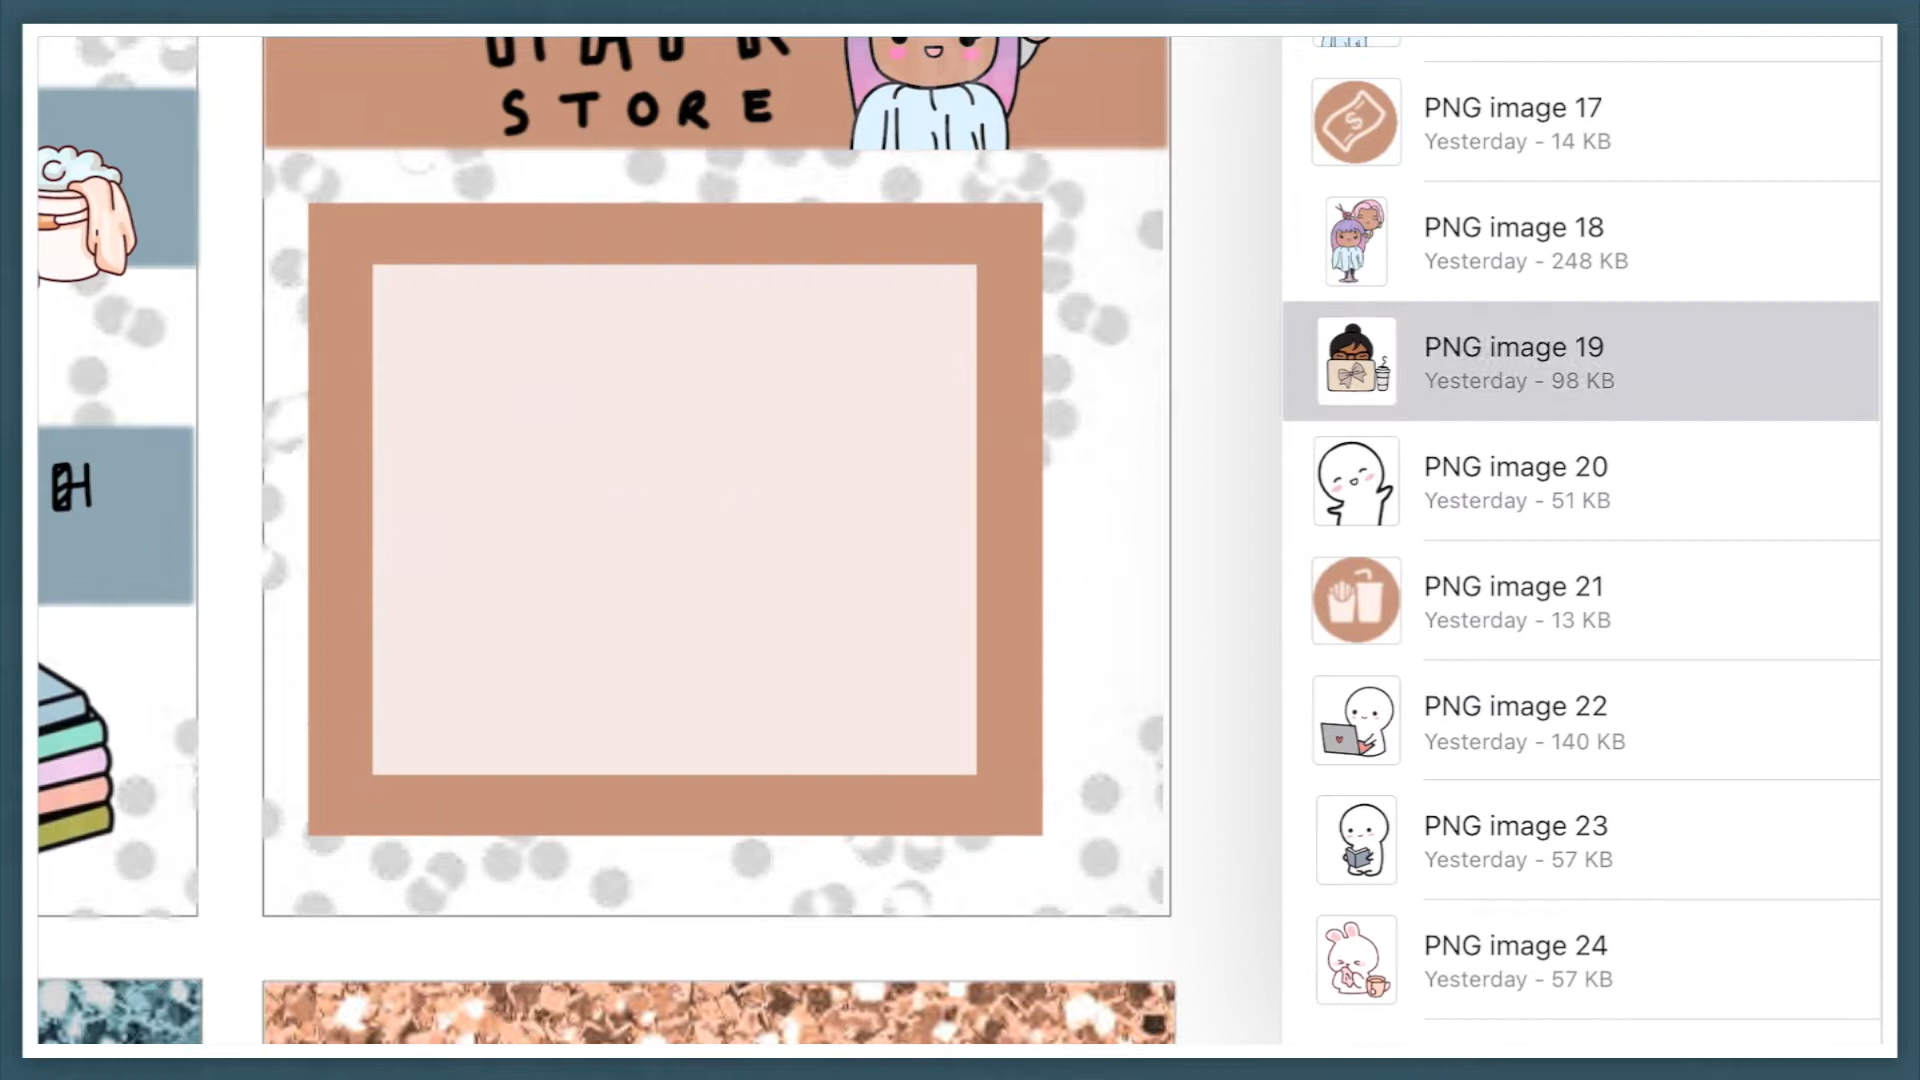 STORE
H
PNG image 17
Yesterday - 14 KB
PNG image 18
Yesterday - 248 KB
PNG image 19
Yesterday - 98 KB
PNG image 20
Yesterday - 51 KB
PNG image 21
Yesterday - 13 KB
PNG image 22
Yesterday - 140 KB
PNG image 23
Yesterday - 57 KB
PNG image 24
Yesterday - 57 KB